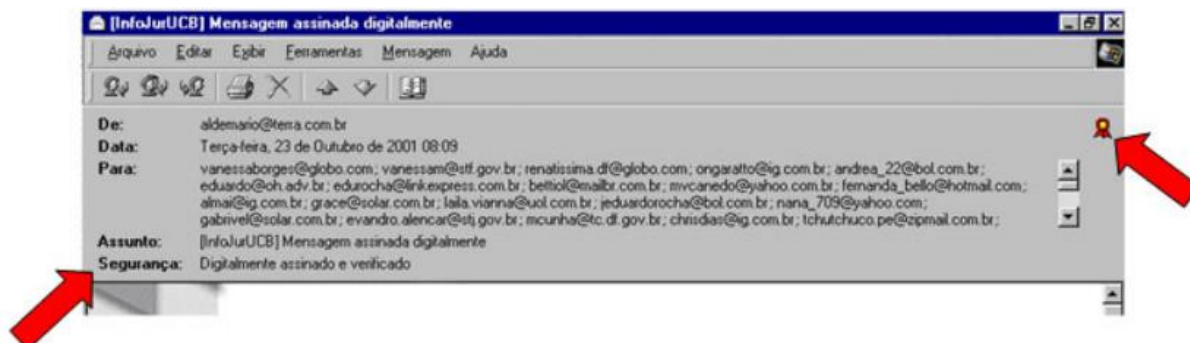 [InfoJurUCB] Mensagem assinada digitalmente
Arquivo Editar Exibir Ferramentas Mensagem Ajuda
De: aldemario@terra.com.br
Data: Terça-feira, 23 de Outubro de 2001 08:09
Para: vanessaborges@globo.com; vanessam@stf.gov.br; renatissima.df@globo.com; ongaratto@ig.com.br; andrea_22@bol.com.br;
eduardo@oh.adv.br; edurocha@linkexpress.com.br; bettiol@mailbr.com.br; mvcanedo@yahoo.com.br; fernanda_bello@hotmail.com;
almai@ig.com.br; grace@solar.com.br; laila.vianna@uol.com.br; jeduardorocha@bol.com.br; nana_709@yahoo.com;
gabrivel@solar.com.br; evandro.alencar@stj.gov.br; mcunha@tc.df.gov.br; chrisdias@ig.com.br; tchutchuco.pe@zipmail.com.br;
Assunto: [InfoJurUCB] Mensagem assinada digitalmente
Segurança: Digitalmente assinado e verificado